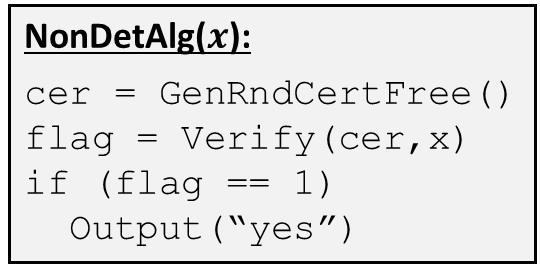 NonDetAlg(𝑥):
cer = GenRndCertFree()
flag = Verify(cer,x)
if (flag == 1)
Output(“yes”)